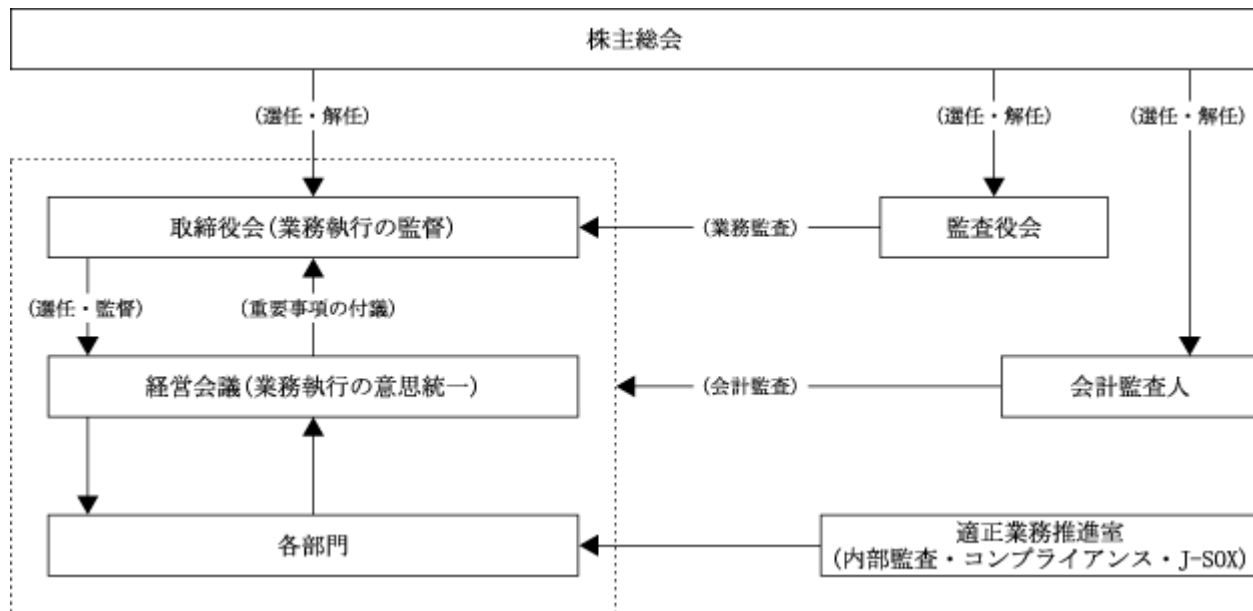 株主総会
(選任・解任)
(選任・解任)
(選任・解任)
取締役会(業務執行の監督)
(業務監査)
監査役会
(選任・監督)
(重要事項の付議)
経営会議(業務執行の意思統一)
(会計監査)
会計監査人
各部門
適正業務推進室
(内部監査・コンプライアンス・J-SOX)